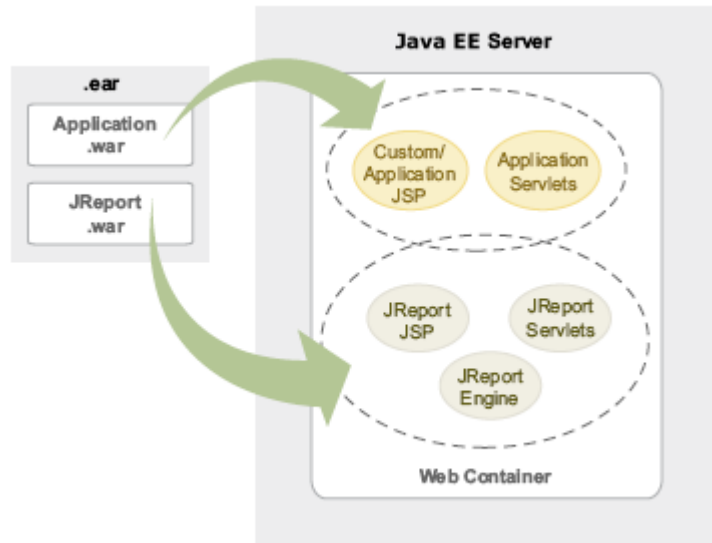 Java EE Server
.ear
Application
.war
JReport
.war
Custom/
Application
JSP
Application
Servlets
JReport
JSP
JReport
Servlets
JReport
Engine
Web Container